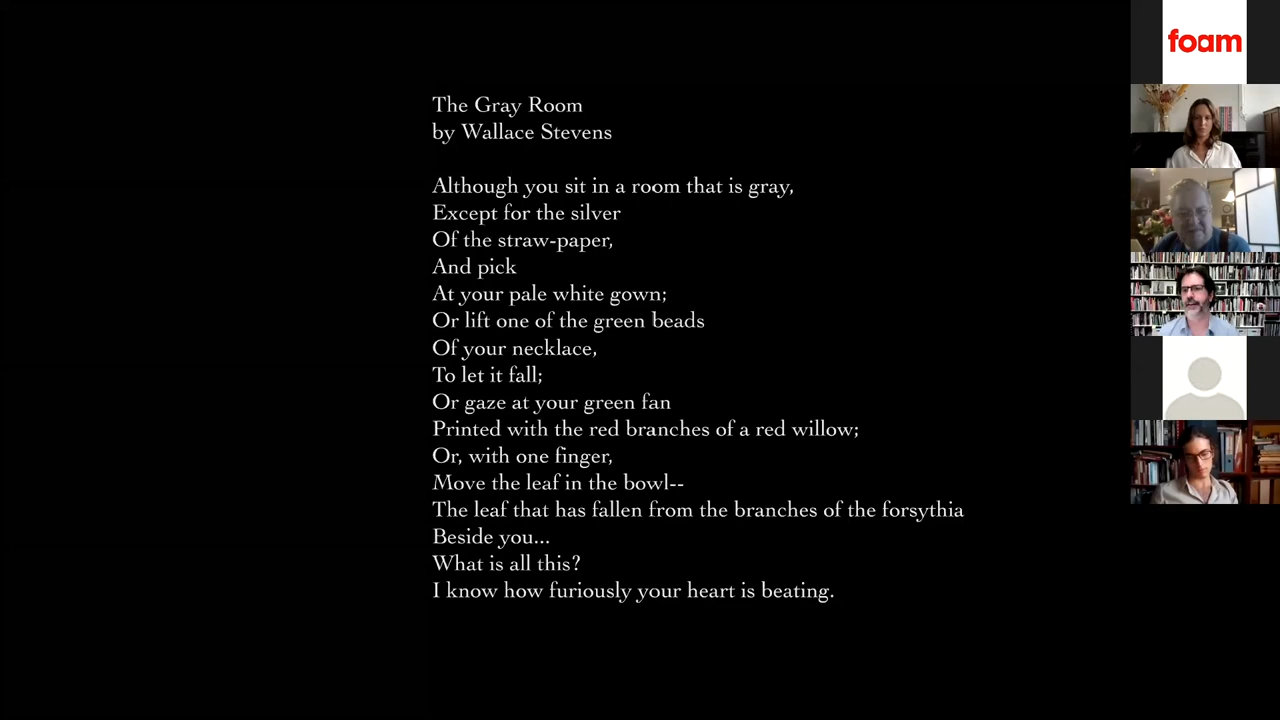 The Gray Room
by Wallace Stevens
Although you sit in a room that is gray,
Except for the silver
Of the straw-paper,
And pick
At your pale white gown;
Or lift one of the green beads
Of your necklace,
To let it fall;
Or gaze at your green fan
Printed with the red branches of a red willow;
Or, with one finger,
Move the leaf in the bowl--
The leaf that has fallen from the branches of the forsythia
Beside you...
What is all this?
I know how furiously your heart is beating.
foam